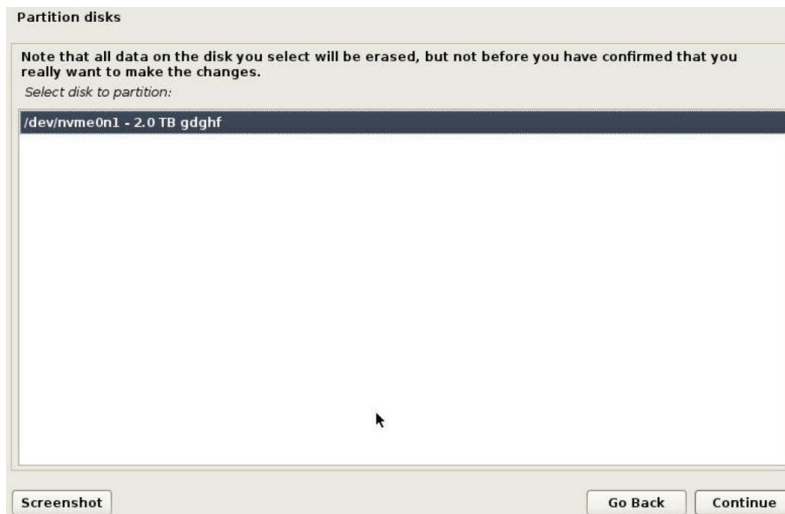 Partition disks
Note that all data on the disk you select will be erased, but not before you have confirmed that you
really want to make the changes.
Select disk to partition:
/dev/nvme0n1 - 2.0 TB gdghf
Screenshot
Go Back
Continue